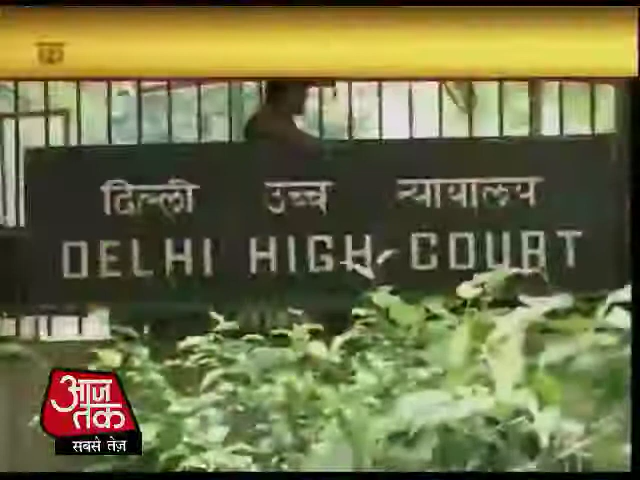 क
दिल्ली उच्च न्यायालय
DELHI HIGH COURT
आज
तक
सबसे तेज़